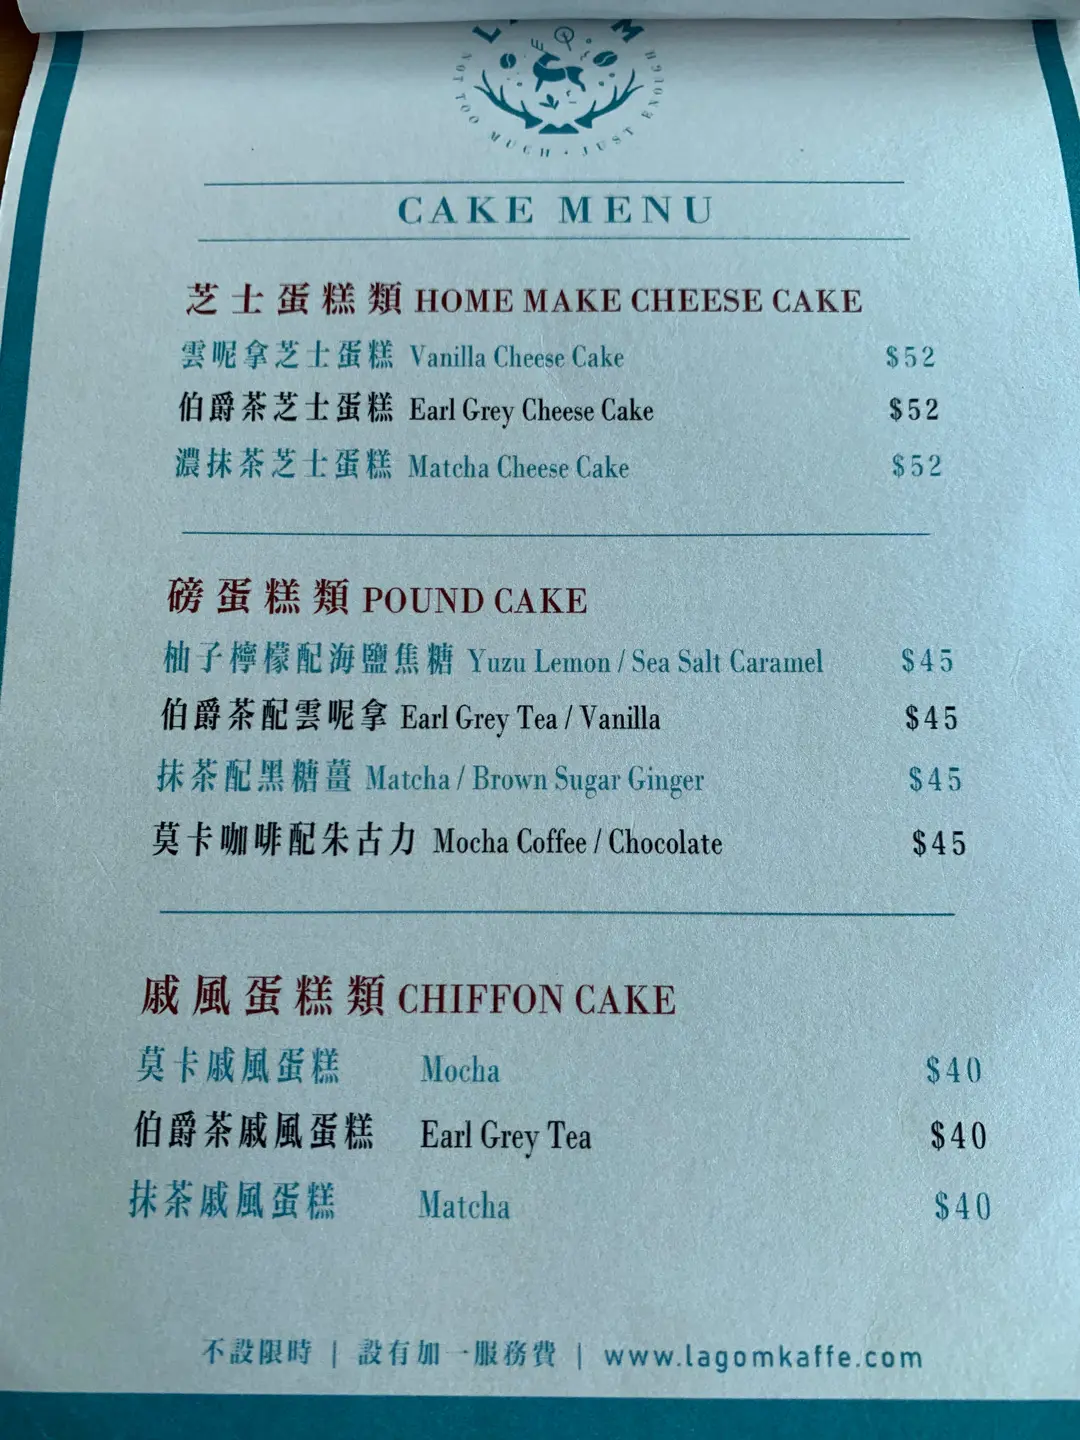 NOT TOO MUCH · JUST ENOUGH
CAKE MENU
芝士蛋糕類 HOME MAKE CHEESE CAKE
雲呢拿芝士蛋糕 Vanilla Cheese Cake $52
伯爵茶芝士蛋糕 Earl Grey Cheese Cake $52
濃抹茶芝士蛋糕 Matcha Cheese Cake $52
磅蛋糕類 POUND CAKE
柚子檸檬配海鹽焦糖 Yuzu Lemon / Sea Salt Caramel $45
伯爵茶配雲呢拿 Earl Grey Tea / Vanilla $45
抹茶配黑糖薑 Matcha / Brown Sugar Ginger $45
莫卡咖啡配朱古力 Mocha Coffee / Chocolate $45
戚風蛋糕類 CHIFFON CAKE
莫卡戚風蛋糕 Mocha $40
伯爵茶戚風蛋糕 Earl Grey Tea $40
抹茶戚風蛋糕 Matcha $40
不設限時 | 設有加一服務費 | www.lagomkaffe.com